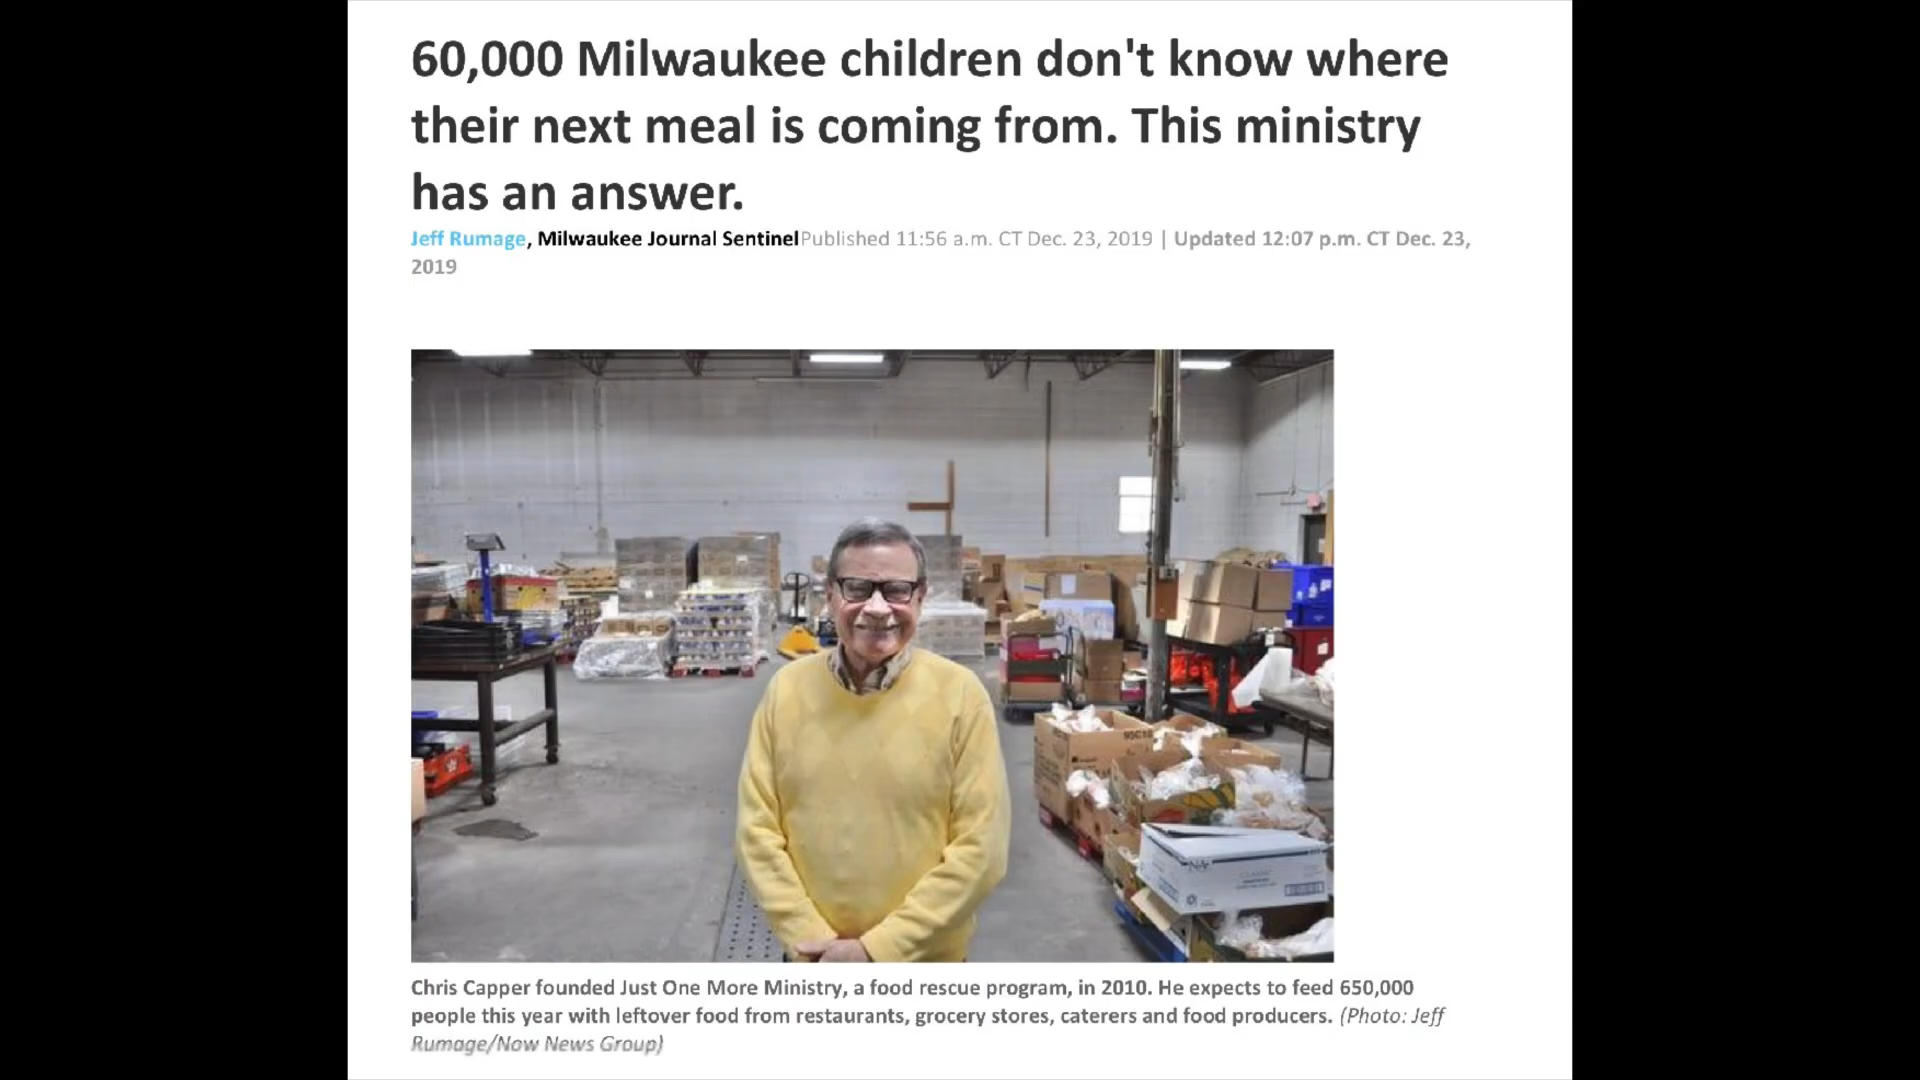 60,000 Milwaukee children don't know where
their next meal is coming from. This ministry
has an answer.
Jeff Rumage, Milwaukee Journal Sentinel Published 11:56 a.m. CT Dec. 23, 2019 | Updated 12:07 p.m. CT Dec. 23,
2019
Chris Capper founded Just One More Ministry, a food rescue program, in 2010. He expects to feed 650,000
people this year with leftover food from restaurants, grocery stores, caterers and food producers. (Photo: Jeff
Rumage/Now News Group)